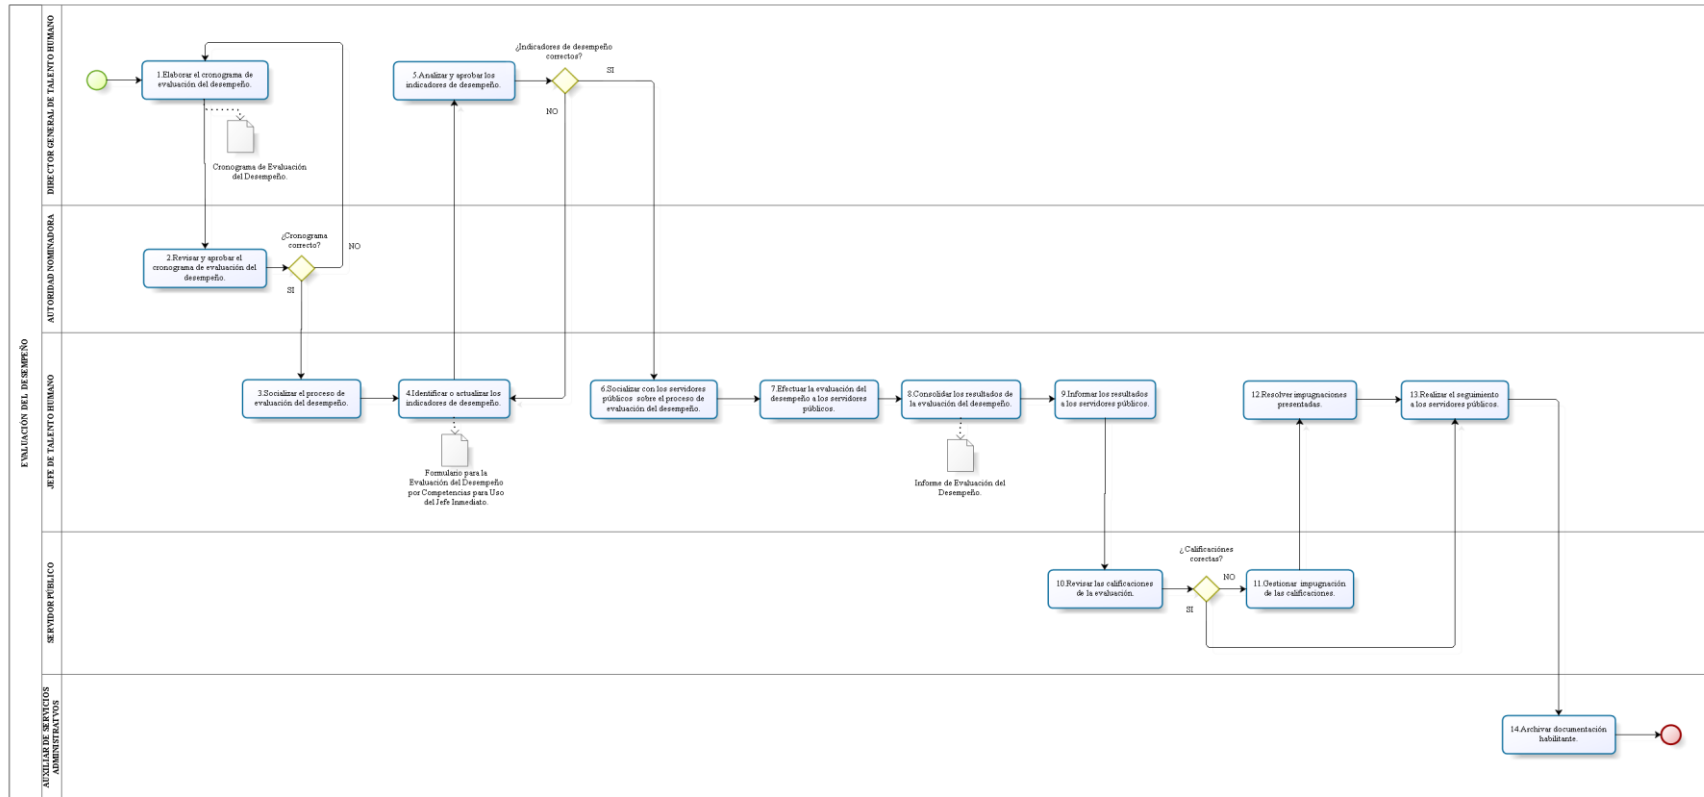 EVALUACIÓN DEL DESEMPEÑO
DIRECTOR GENERAL DE TALENTO HUMANO
1.Elaborar el cronograma de
evaluación del desempeño.
Cronograma de Evaluación
del Desempeño.
5.Analizar y aprobar los
indicadores de desempeño.
¿Indicadores de desempeño
correctos?
SI
NO
AUTORIDAD NOMINADORA
2.Revisar y aprobar el
cronograma de evaluación del
desempeño.
¿Cronograma
correcto?
NO
SI
JEFE DE TALENTO HUMANO
3.Socializar el proceso de
evaluación del desempeño.
4.Identificar o actualizar los
indicadores de desempeño.
Formulario para la
Evaluación del Desempeño
por Competencias para Uso
del Jefe Inmediato.
6.Socializar con los servidores
públicos sobre el proceso de
evaluación del desempeño.
7.Efectuar la evaluación del
desempeño a los servidores
públicos.
8.Consolidar los resultados de
la evaluación del desempeño.
Informe de Evaluación del
Desempeño.
9.Informar los resultados
a los servidores públicos.
12.Resolver impugnaciones
presentadas.
13.Realizar el seguimiento
a los servidores públicos.
SERVIDOR PÚBLICO
10.Revisar las calificaciones
de la evaluación.
¿Calificaciónes
corectas?
NO
SI
11.Gestionar impugnación
de las calificaciones.
AUXILIAR DE SERVICIOS
ADMINISTRATVOS
14.Archivar documentación
habilitante.